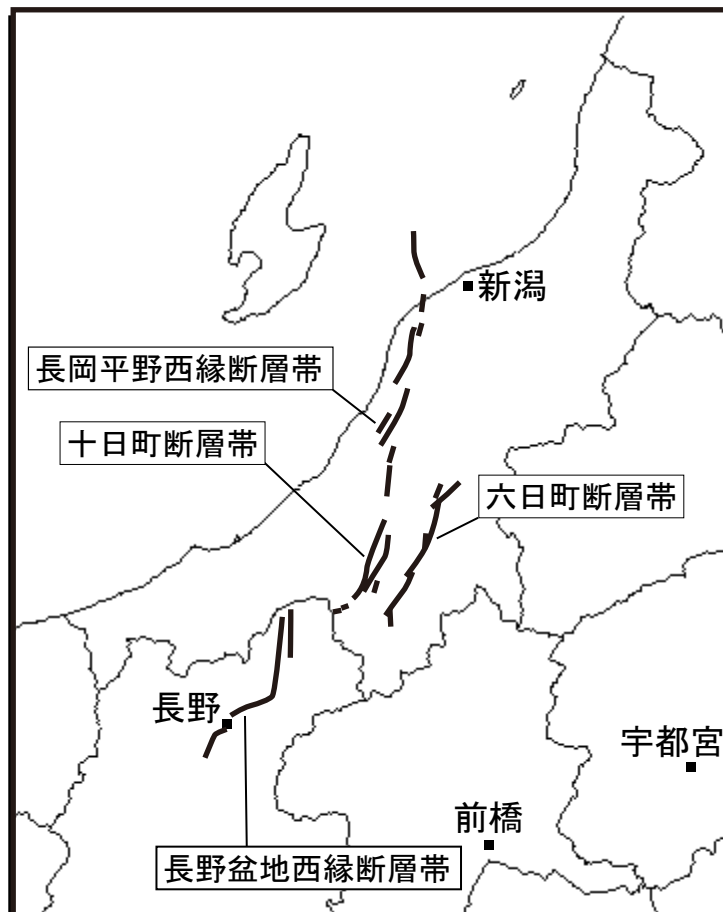 新潟
長岡平野西縁断層帯
十日町断層帯
六日町断層帯
長野
宇都宮
前橋
長野盆地西縁断層帯